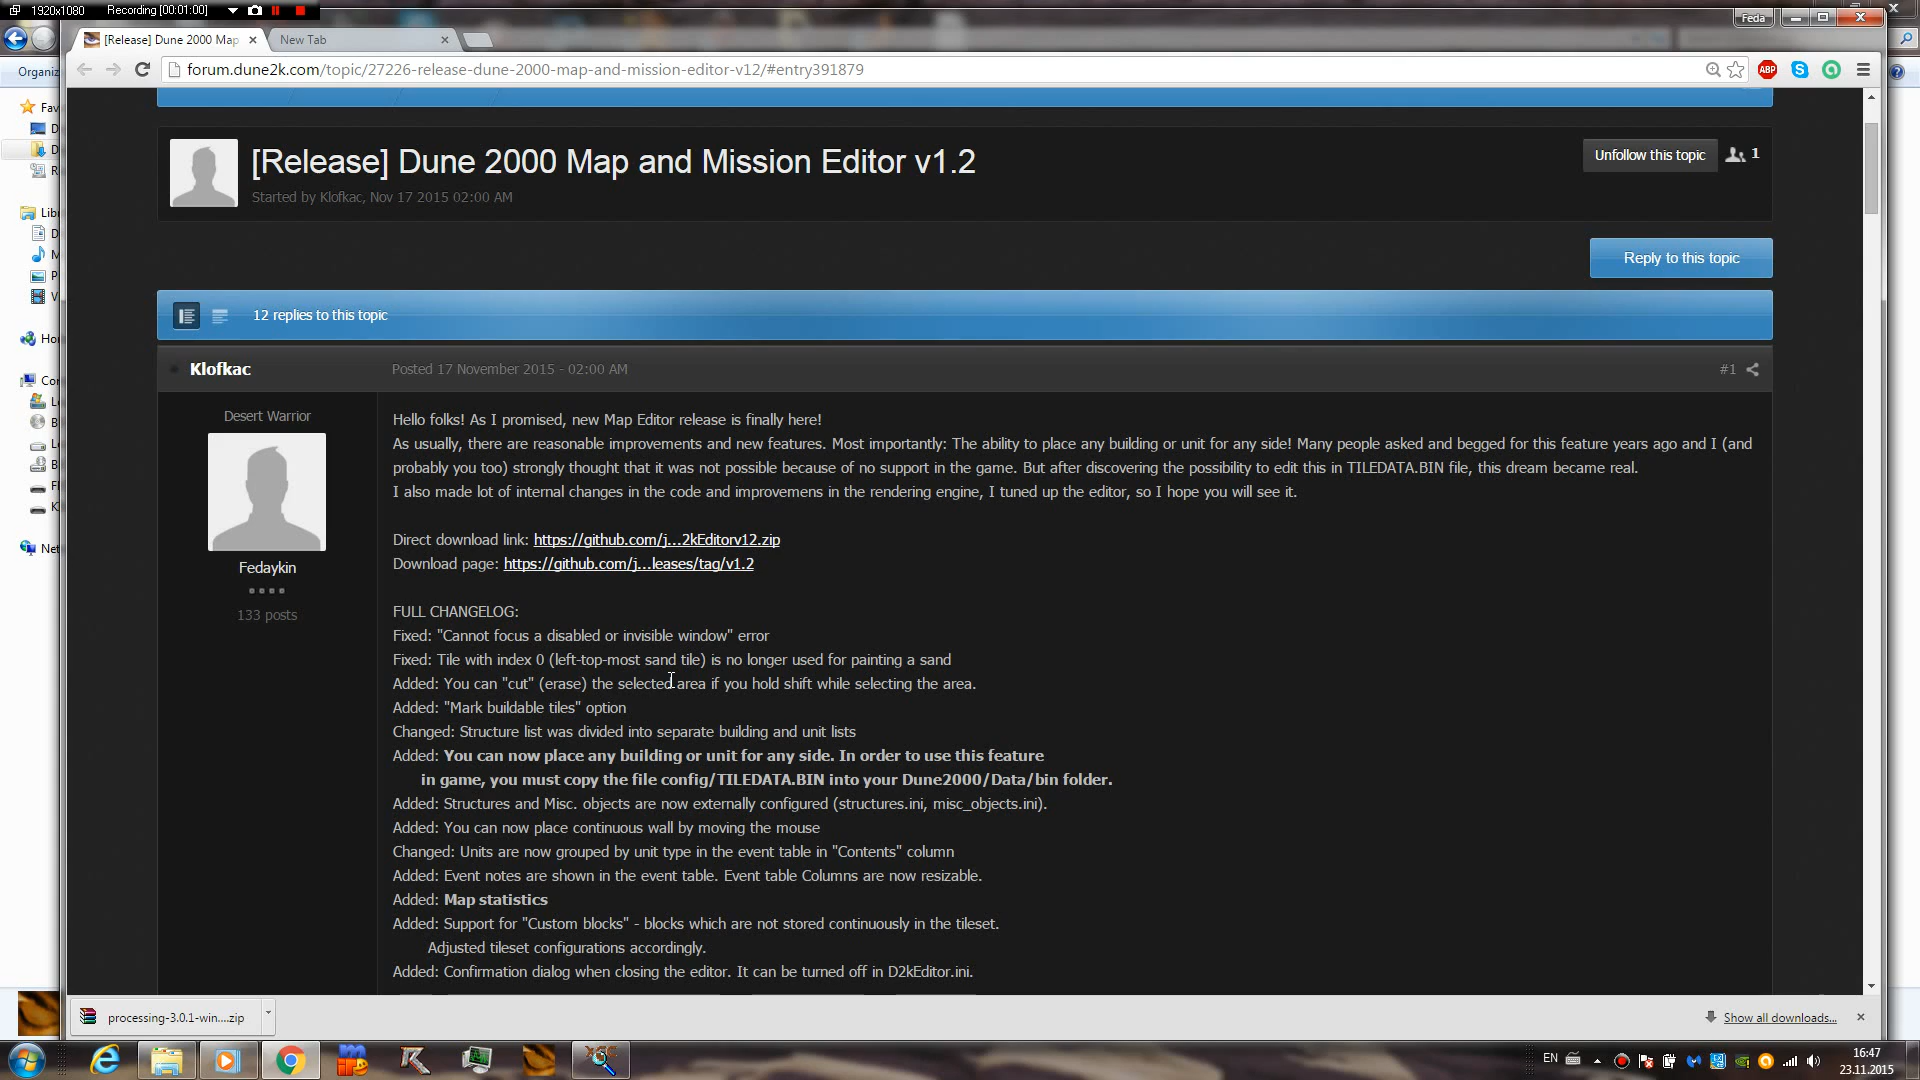 1920x1080
Recording [00:01:00]
Feda
[Release] Dune 2000 Map
New Tab
Organiz
forum.dune2k.com/topic/27226-release-dune-2000-map-and-mission-editor-v12/#entry391879
ABP
Fav
D
D
R
Lib
D
M
P
V
Ho
Co
L
B
L
B
Fl
K
Net
[Release] Dune 2000 Map and Mission Editor v1.2
Started by Klofkac, Nov 17 2015 02:00 AM
Unfollow this topic
1
Reply to this topic
12 replies to this topic
Klofkac
Posted 17 November 2015 - 02:00 AM
#1
Desert Warrior
Fedaykin
133 posts
Hello folks! As I promised, new Map Editor release is finally here!
As usually, there are reasonable improvements and new features. Most importantly: The ability to place any building or unit for any side! Many people asked and begged for this feature years ago and I (and
probably you too) strongly thought that it was not possible because of no support in the game. But after discovering the possibility to edit this in TILEDATA.BIN file, this dream became real.
I also made lot of internal changes in the code and improvemens in the rendering engine, I tuned up the editor, so I hope you will see it.
Direct download link: https://github.com/j...2kEditorv12.zip
Download page: https://github.com/j...leases/tag/v1.2
FULL CHANGELOG:
Fixed: "Cannot focus a disabled or invisible window" error
Fixed: Tile with index 0 (left-top-most sand tile) is no longer used for painting a sand
Added: You can "cut" (erase) the selected area if you hold shift while selecting the area.
Added: "Mark buildable tiles" option
Changed: Structure list was divided into separate building and unit lists
Added: You can now place any building or unit for any side. In order to use this feature
in game, you must copy the file config/TILEDATA.BIN into your Dune2000/Data/bin folder.
Added: Structures and Misc. objects are now externally configured (structures.ini, misc_objects.ini).
Added: You can now place continuous wall by moving the mouse
Changed: Units are now grouped by unit type in the event table in "Contents" column
Added: Event notes are shown in the event table. Event table Columns are now resizable.
Added: Map statistics
Added: Support for "Custom blocks" - blocks which are not stored continuously in the tileset.
Adjusted tileset configurations accordingly.
Added: Confirmation dialog when closing the editor. It can be turned off in D2kEditor.ini.
processing-3.0.1-win....zip
Show all downloads...
EN
16:47
23.11.2015